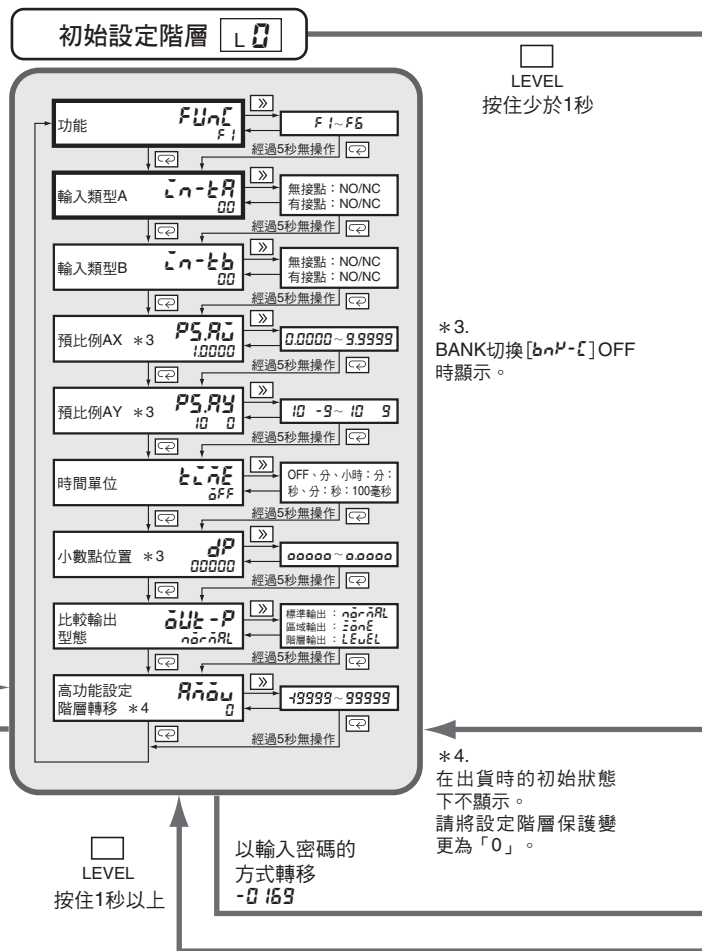 初始設定階層 L 0
LEVEL
按住少於1秒
功能 FUnC
F1
F1~F6
經過5秒無操作
輸入類型A in-tA
00
無接點：NO/NC
有接點：NO/NC
經過5秒無操作
輸入類型B in-tb
00
無接點：NO/NC
有接點：NO/NC
經過5秒無操作
預比例AX ＊3 PS.AX
1.0000
0.0000~9.9999
經過5秒無操作
預比例AY ＊3 PS.AY
10 0
10 -9~10 9
經過5秒無操作
時間單位 timE
oFF
OFF、分、小時：分：
秒、分：秒：100毫秒
經過5秒無操作
小數點位置 ＊3 dP
00000
00000~0.0000
經過5秒無操作
比較輸出
型態
oUt-P
normAL
標準輸出：normAL
區域輸出：ZonE
階層輸出：LEvEL
經過5秒無操作
高功能設定
階層轉移 ＊4
Amov
0
-19999~99999
經過5秒無操作
＊3.
BANK切換[bnK-C]OFF
時顯示。
＊4.
在出貨時的初始狀態
下不顯示。
請將設定階層保護變
更為「0」。
LEVEL
按住1秒以上
以輸入密碼的
方式轉移
-0169